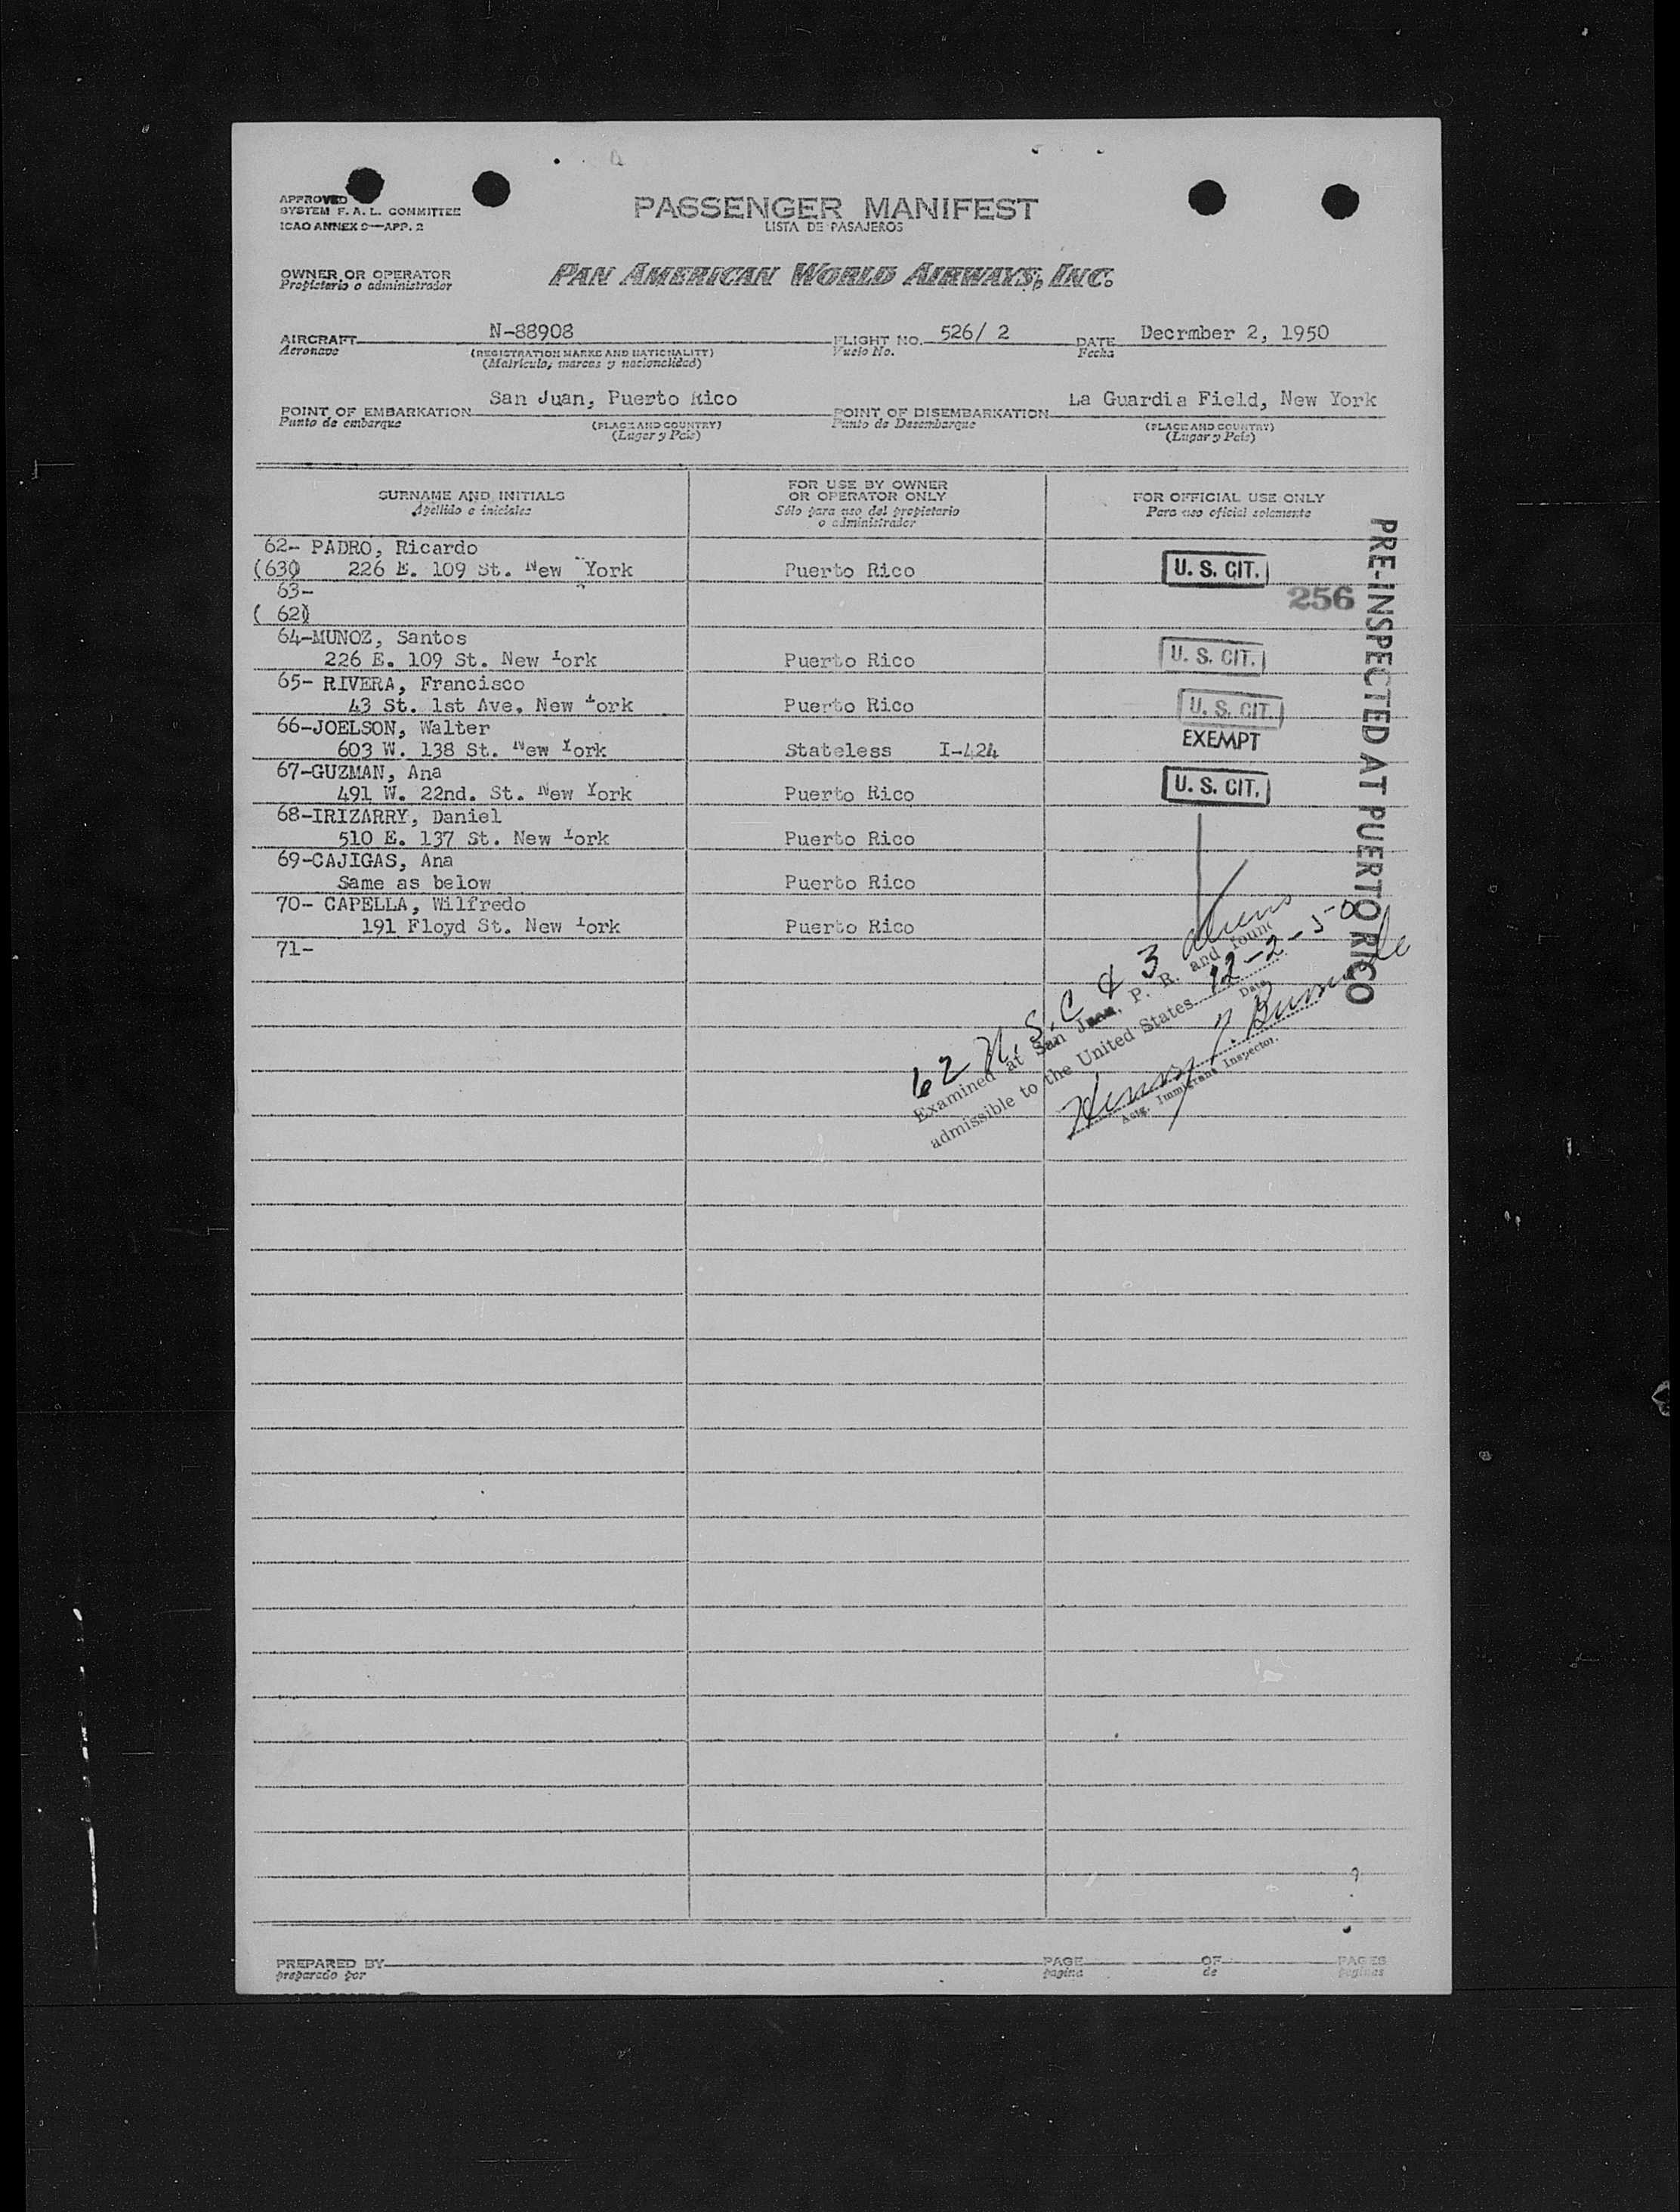 APPROVED
SYSTEM F. A. L. COMMITTEE
ICAO ANNEX 9—APP. 2
PASSENGER MANIFEST
LISTA DE PASAJEROS
OWNER OR OPERATOR
Propietario o administrador
PAN AMERICAN WORLD AIRWAYS, INC.
AIRCRAFT N-88908 FLIGHT NO. 526/ 2 DATE Decrmber 2, 1950
Aeronave (REGISTRATION MARKS AND NATIONALITY) Vuelo No. Fecha
(Matrícula, marcas y nacionalidad)
POINT OF EMBARKATION San Juan, Puerto Rico POINT OF DISEMBARKATION La Guardia Field, New York
Punto de embarque (PLACE AND COUNTRY) Punto de Desembarque (PLACE AND COUNTRY)
(Lugar y País) (Lugar y País)
SURNAME AND INITIALS
Apellido e iniciales
FOR USE BY OWNER
OR OPERATOR ONLY
Sólo para uso del propietario
o administrador
FOR OFFICIAL USE ONLY
Para uso oficial solamente
62- PADRO, Ricardo
(63) 226 E. 109 St. New York Puerto Rico U. S. CIT.
63- 256
( 62)
64-MUNOZ, Santos
226 E. 109 St. New York Puerto Rico U. S. CIT.
65- RIVERA, Francisco
43 St. 1st Ave, New York Puerto Rico U. S. CIT.
66-JOELSON, Walter EXEMPT
603 W. 138 St. New York Stateless I-424
67-GUZMAN, Ana
491 W. 22nd. St. New York Puerto Rico U. S. CIT.
68-IRIZARRY, Daniel
510 E. 137 St. New York Puerto Rico
69-CAJIGAS, Ana
Same as below Puerto Rico
70- CAPELLA, Wilfredo
191 Floyd St. New York Puerto Rico
71-
PRE-INSPECTED AT PUERTO RICO
62 U.S.C & 3 aliens
Examined at San Juan, P. R. and found
admissible to the United States 12-2-50
Date
Henry
Actg. Immigrant Inspector.
PREPARED BY PAGE OF PAGES
preparado por pagina de paginas